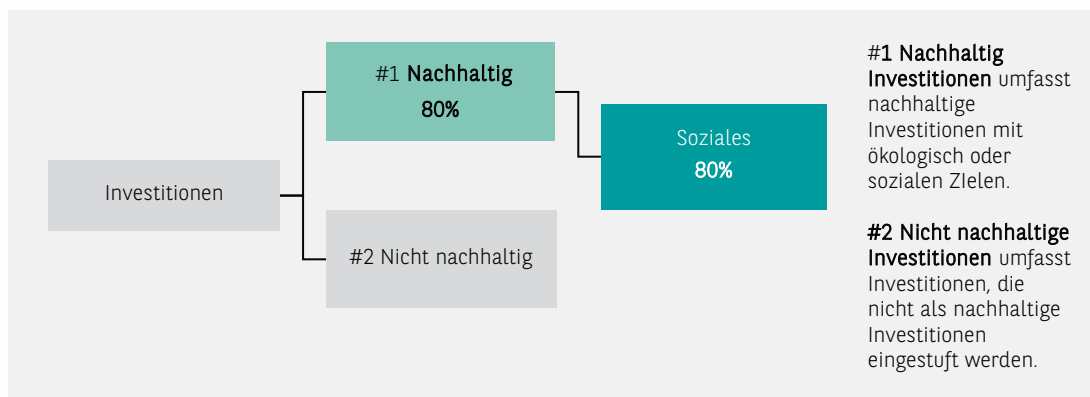 #1 Nachhaltig
80%
Soziales
80%
Investitionen
#2 Nicht nachhaltig
#1 Nachhaltig
Investitionen umfasst
nachhaltige
Investitionen mit
ökologisch oder
sozialen ZIelen.
#2 Nicht nachhaltige
Investitionen umfasst
Investitionen, die
nicht als nachhaltige
Investitionen
eingestuft werden.